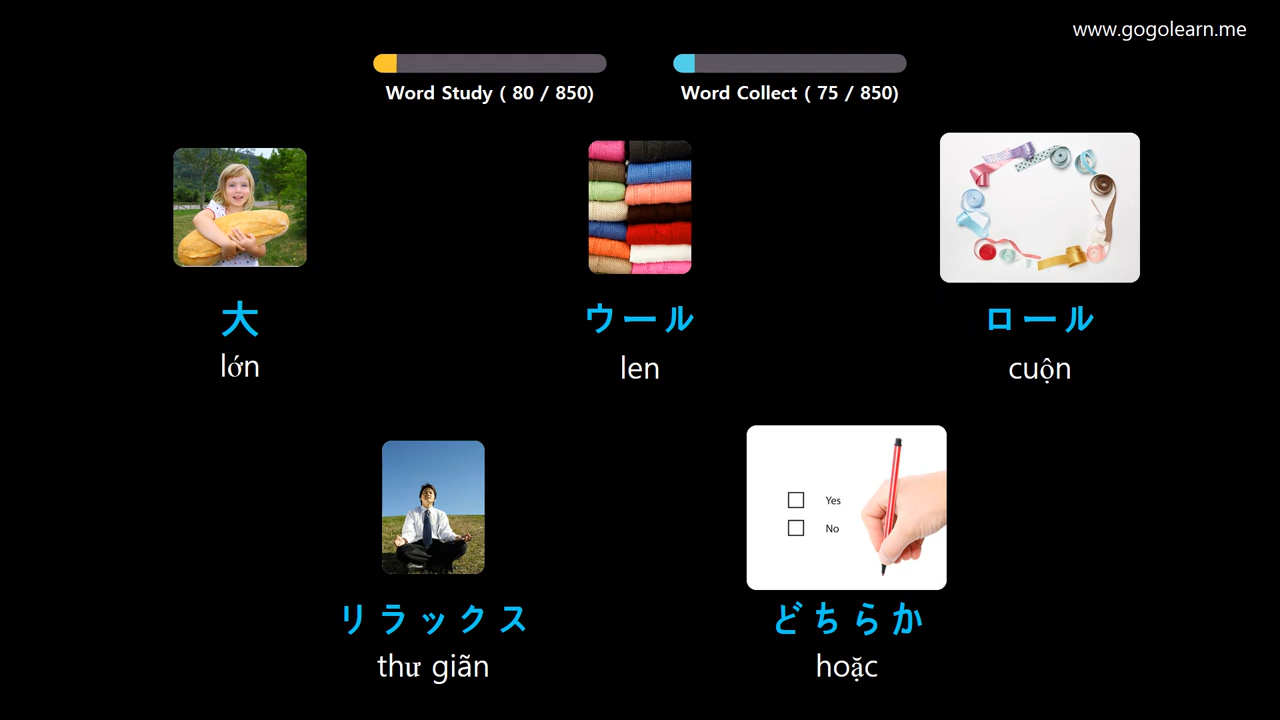 www.gogolearn.me
Word Study ( 80 / 850)
Word Collect ( 75 / 850)
大
lớn
ウール
len
ロール
cuộn
Yes
No
リラックス
thư giãn
どちらか
hoặc